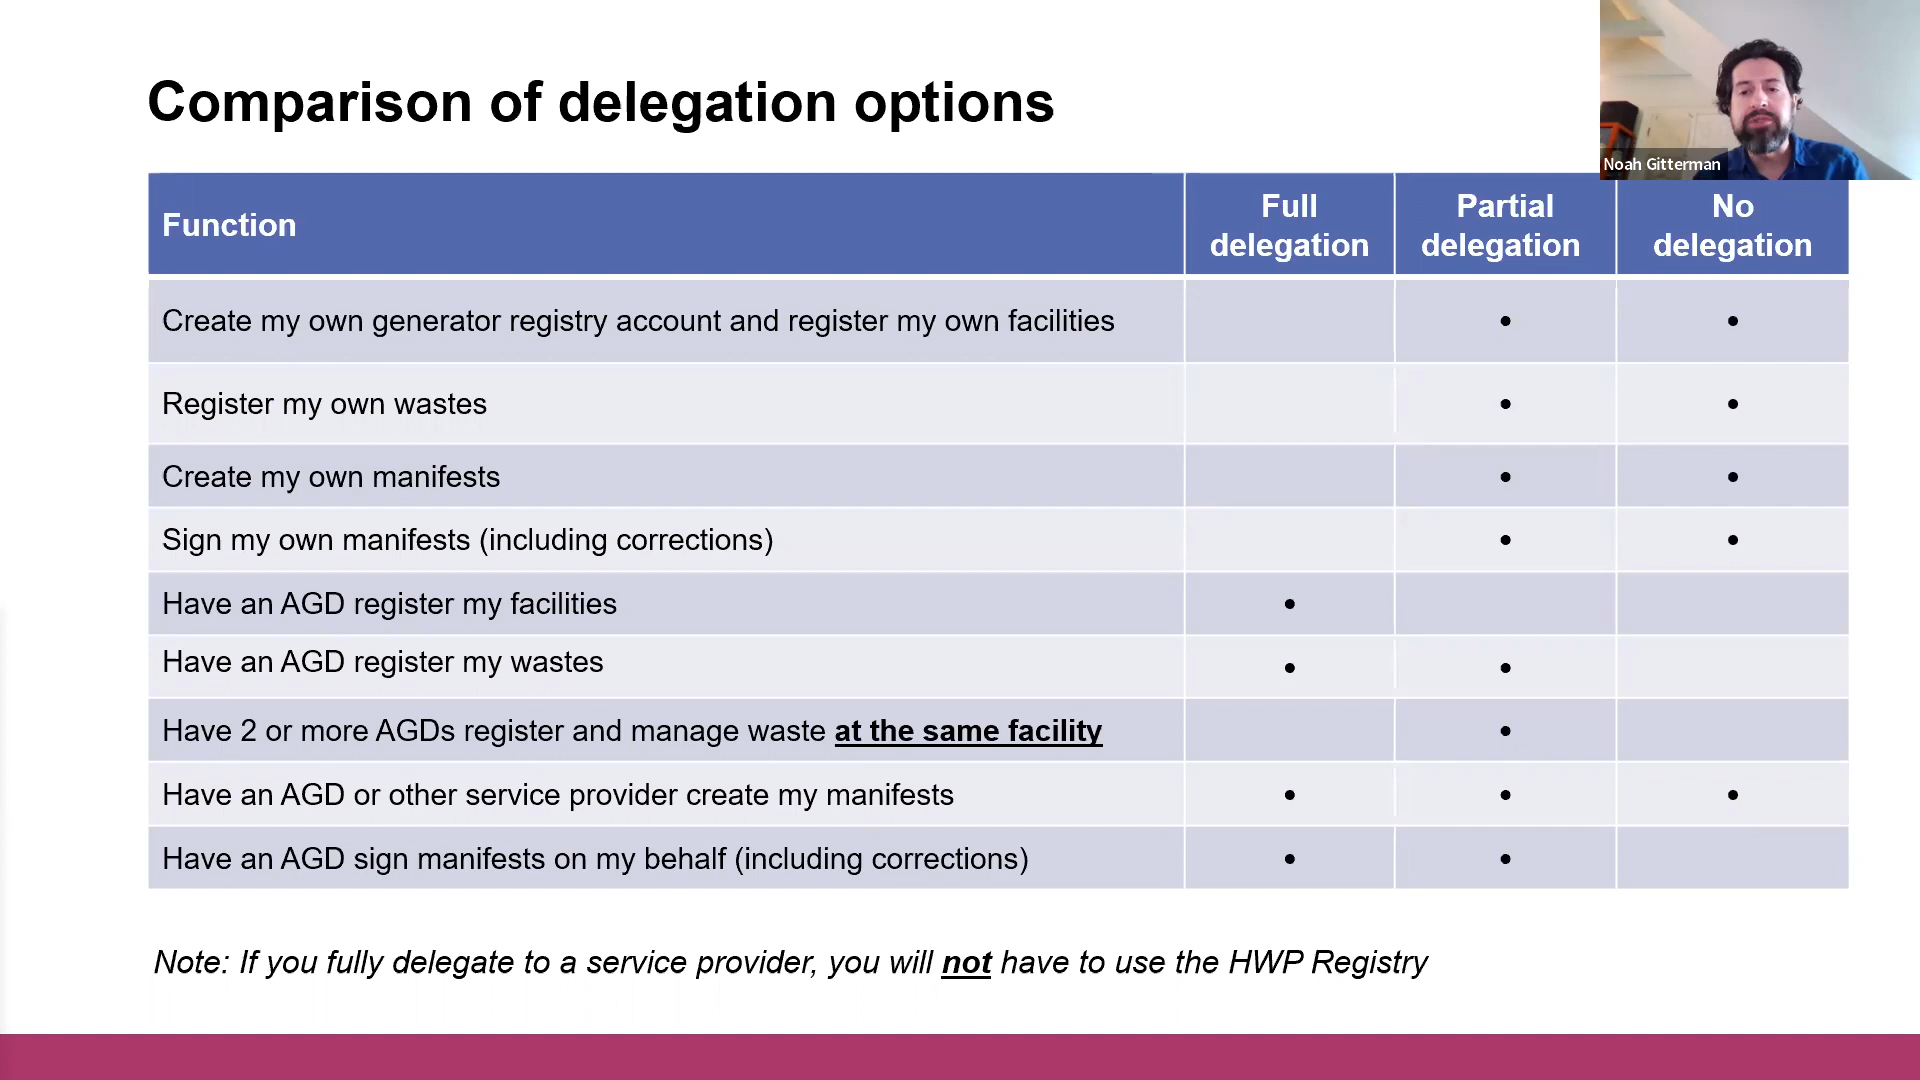 Comparison of delegation options
Noah Gitterman
Function
Full
delegation
Partial
delegation
No
delegation
Create my own generator registry account and register my own facilities • •
Register my own wastes • •
Create my own manifests • •
Sign my own manifests (including corrections) • •
Have an AGD register my facilities •
Have an AGD register my wastes • •
Have 2 or more AGDs register and manage waste at the same facility •
Have an AGD or other service provider create my manifests • • •
Have an AGD sign manifests on my behalf (including corrections) • •
Note: If you fully delegate to a service provider, you will not have to use the HWP Registry